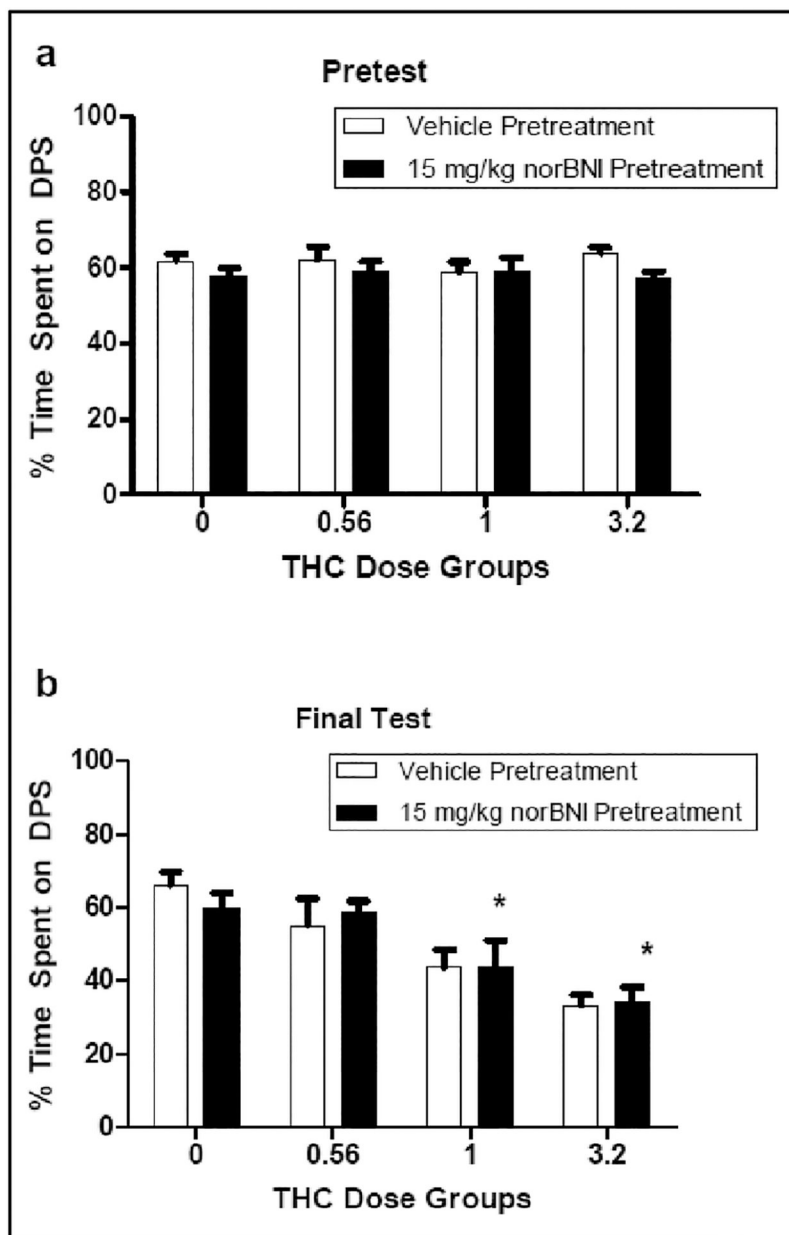 a
Pretest
Vehicle Pretreatment
15 mg/kg norBNI Pretreatment
% Time Spent on DPS
100
80
60
40
20
0
0 0.56 1 3.2
THC Dose Groups
b
Final Test
Vehicle Pretreatment
15 mg/kg norBNI Pretreatment
% Time Spent on DPS
100
80
60
40
20
0
* *
0 0.56 1 3.2
THC Dose Groups